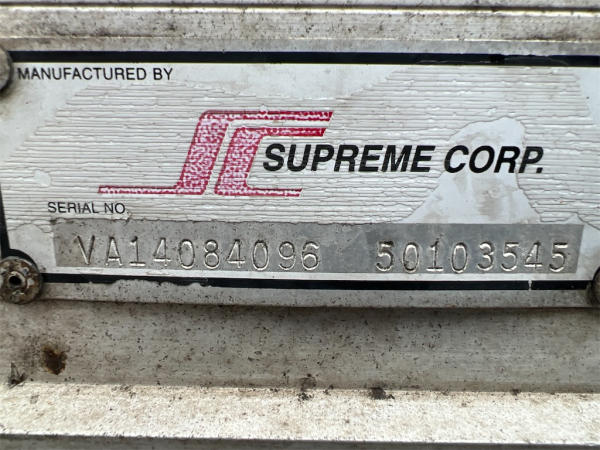 MANUFACTURED BY
SUPREME CORP.
SERIAL NO.
VA14084096 50103545